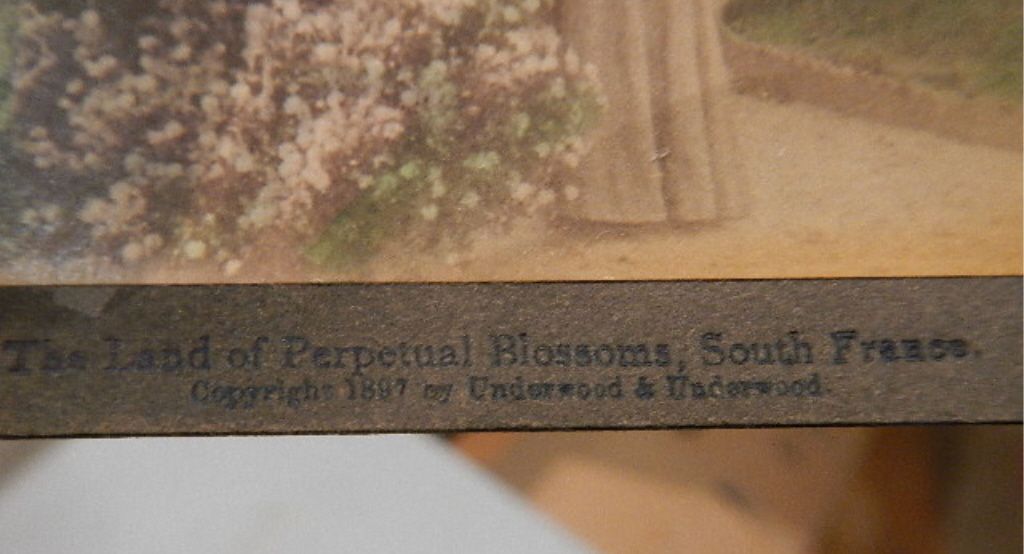 The Land of Perpetual Blossoms, South France.
Copyright 1897 by Underwood & Underwood.